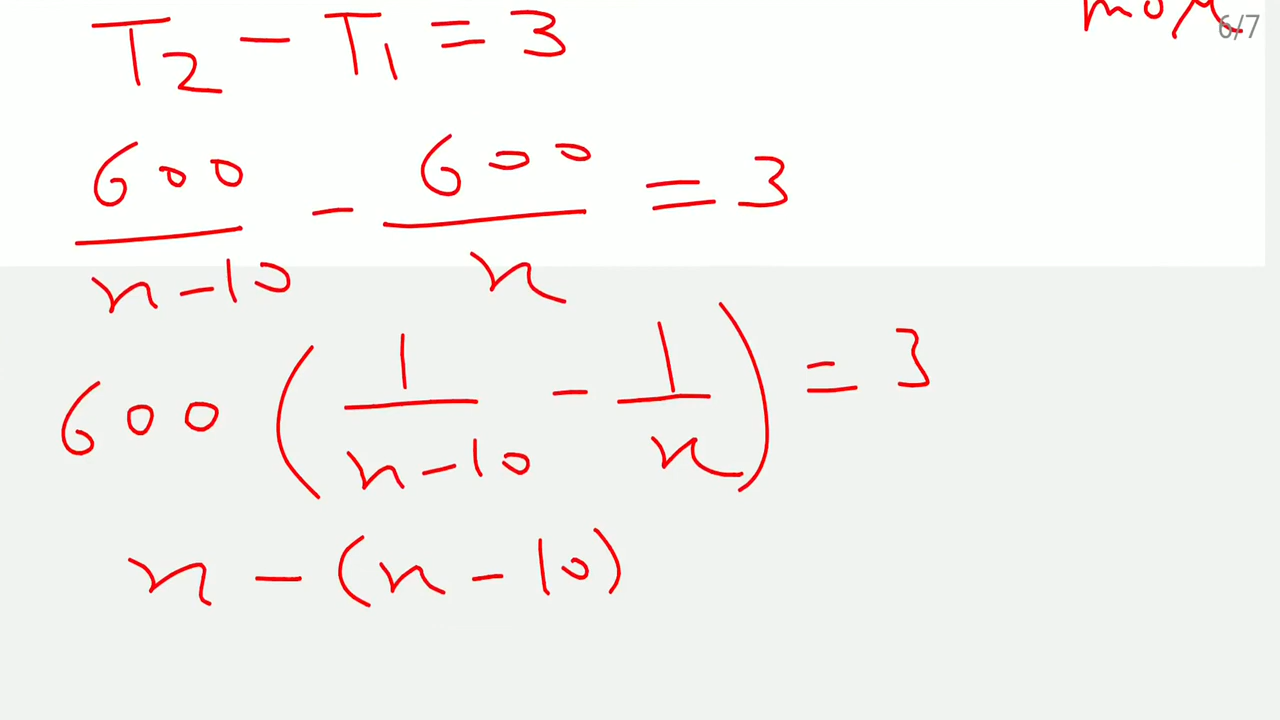 T₂ - T₁ = 3
6/7
600/(x-10) - 600/x = 3
600 (1/(x-10) - 1/x) = 3
x - (x - 10)